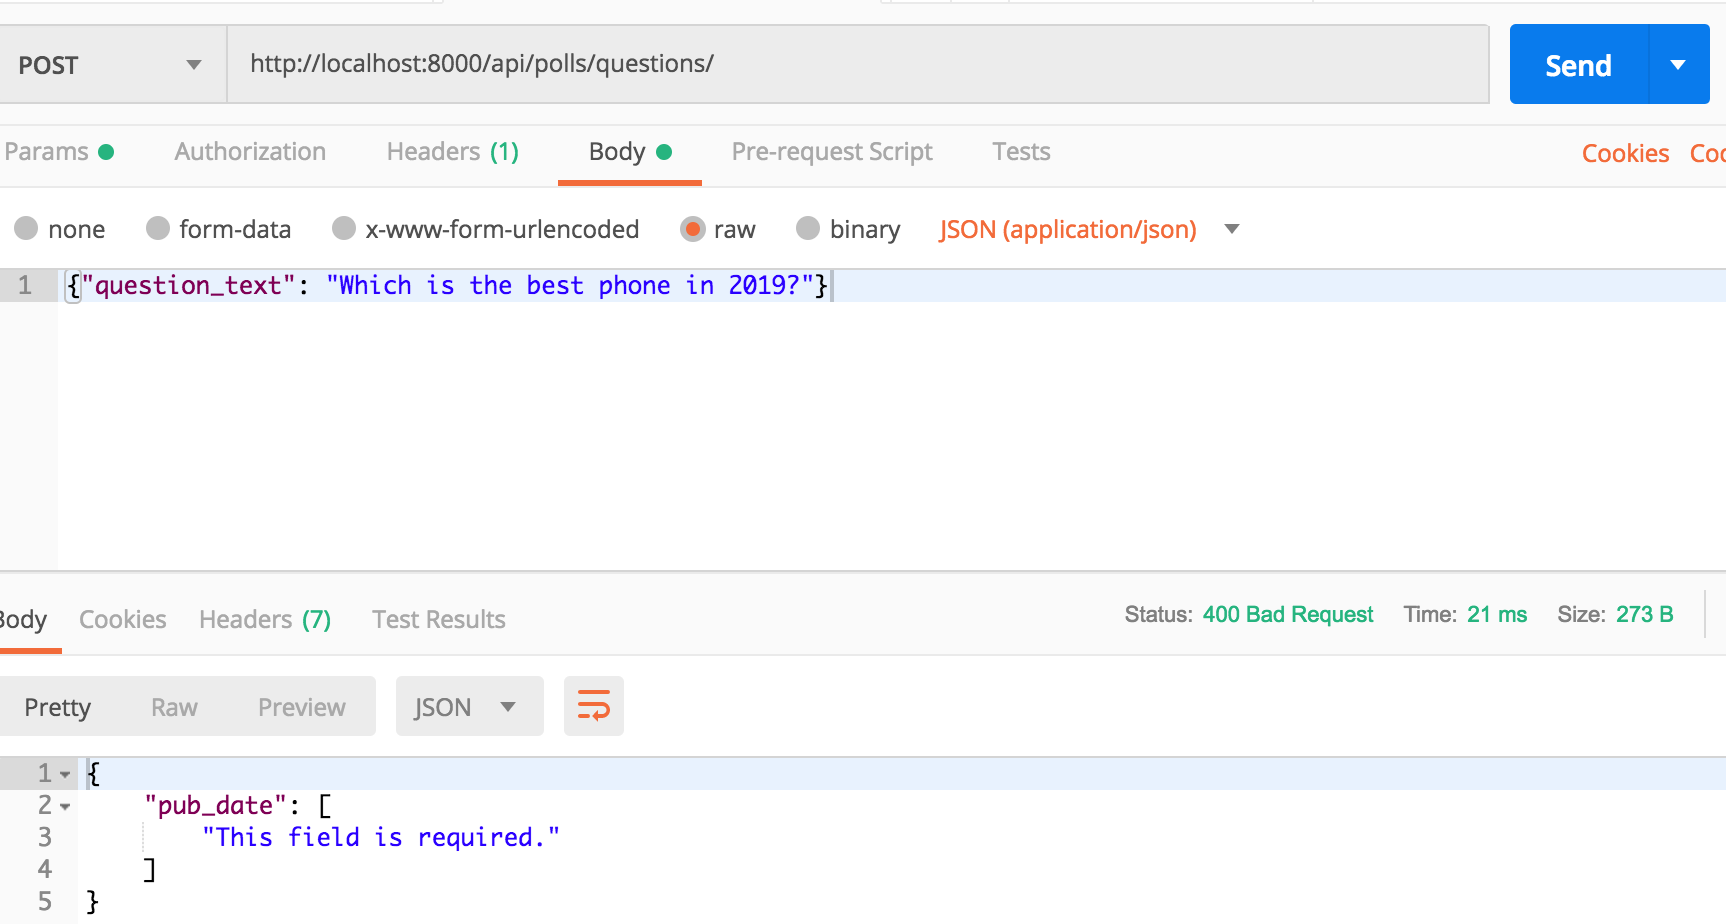 POST http://localhost:8000/api/polls/questions/ Send
Params Authorization Headers (1) Body Pre-request Script Tests Cookies
none form-data x-www-form-urlencoded raw binary JSON (application/json)
1 {"question_text": "Which is the best phone in 2019?"}
Body Cookies Headers (7) Test Results Status: 400 Bad Request Time: 21 ms Size: 273 B
Pretty Raw Preview JSON
1 {
2 "pub_date": [
3 "This field is required."
4 ]
5 }